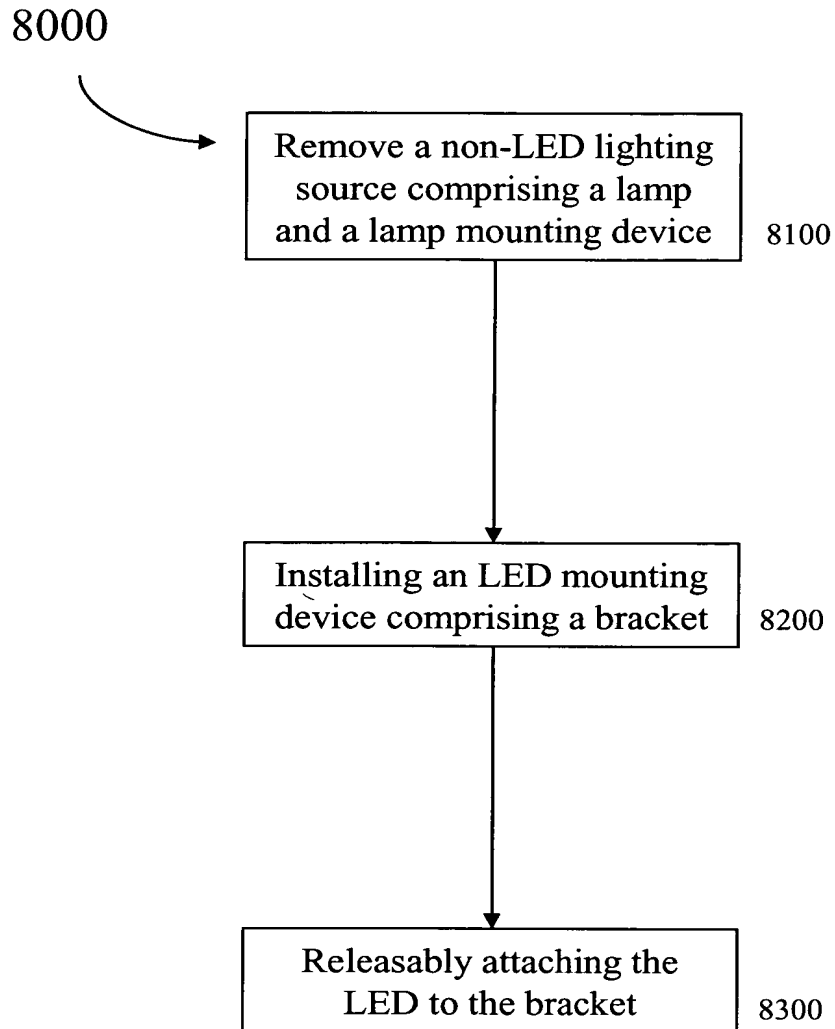 8000
Remove a non-LED lighting
source comprising a lamp
and a lamp mounting device
8100
Installing an LED mounting
device comprising a bracket
8200
Releasably attaching the
LED to the bracket
8300